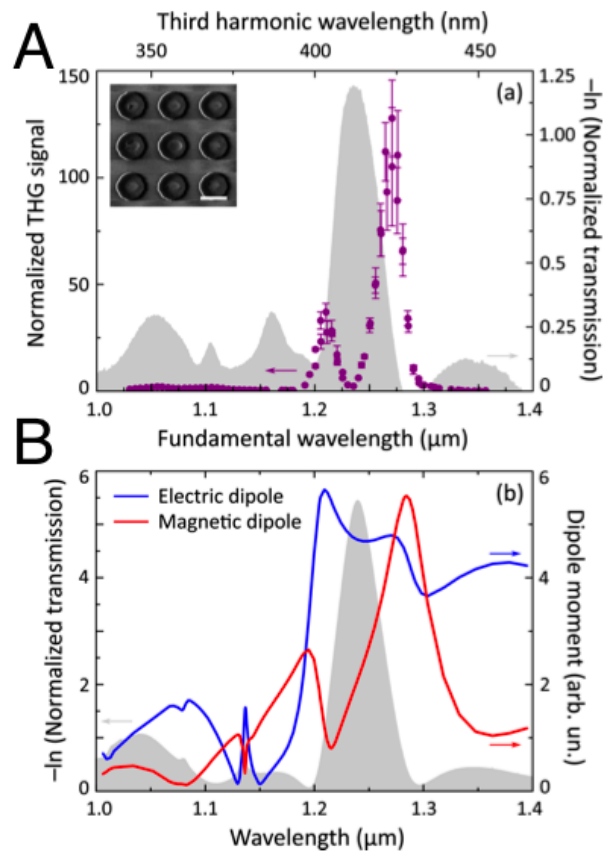 Third harmonic wavelength (nm)
A
350 400 450
150
100
50
0
Normalized THG signal
(a)
1.25
1.00
0.75
0.50
0.25
0
−ln (Normalized transmission)
1.0 1.1 1.2 1.3 1.4
Fundamental wavelength (μm)
B
6
4
2
0
−ln (Normalized transmission)
Electric dipole
Magnetic dipole
(b)
6
4
2
0
Dipole moment (arb. un.)
1.0 1.1 1.2 1.3 1.4
Wavelength (μm)